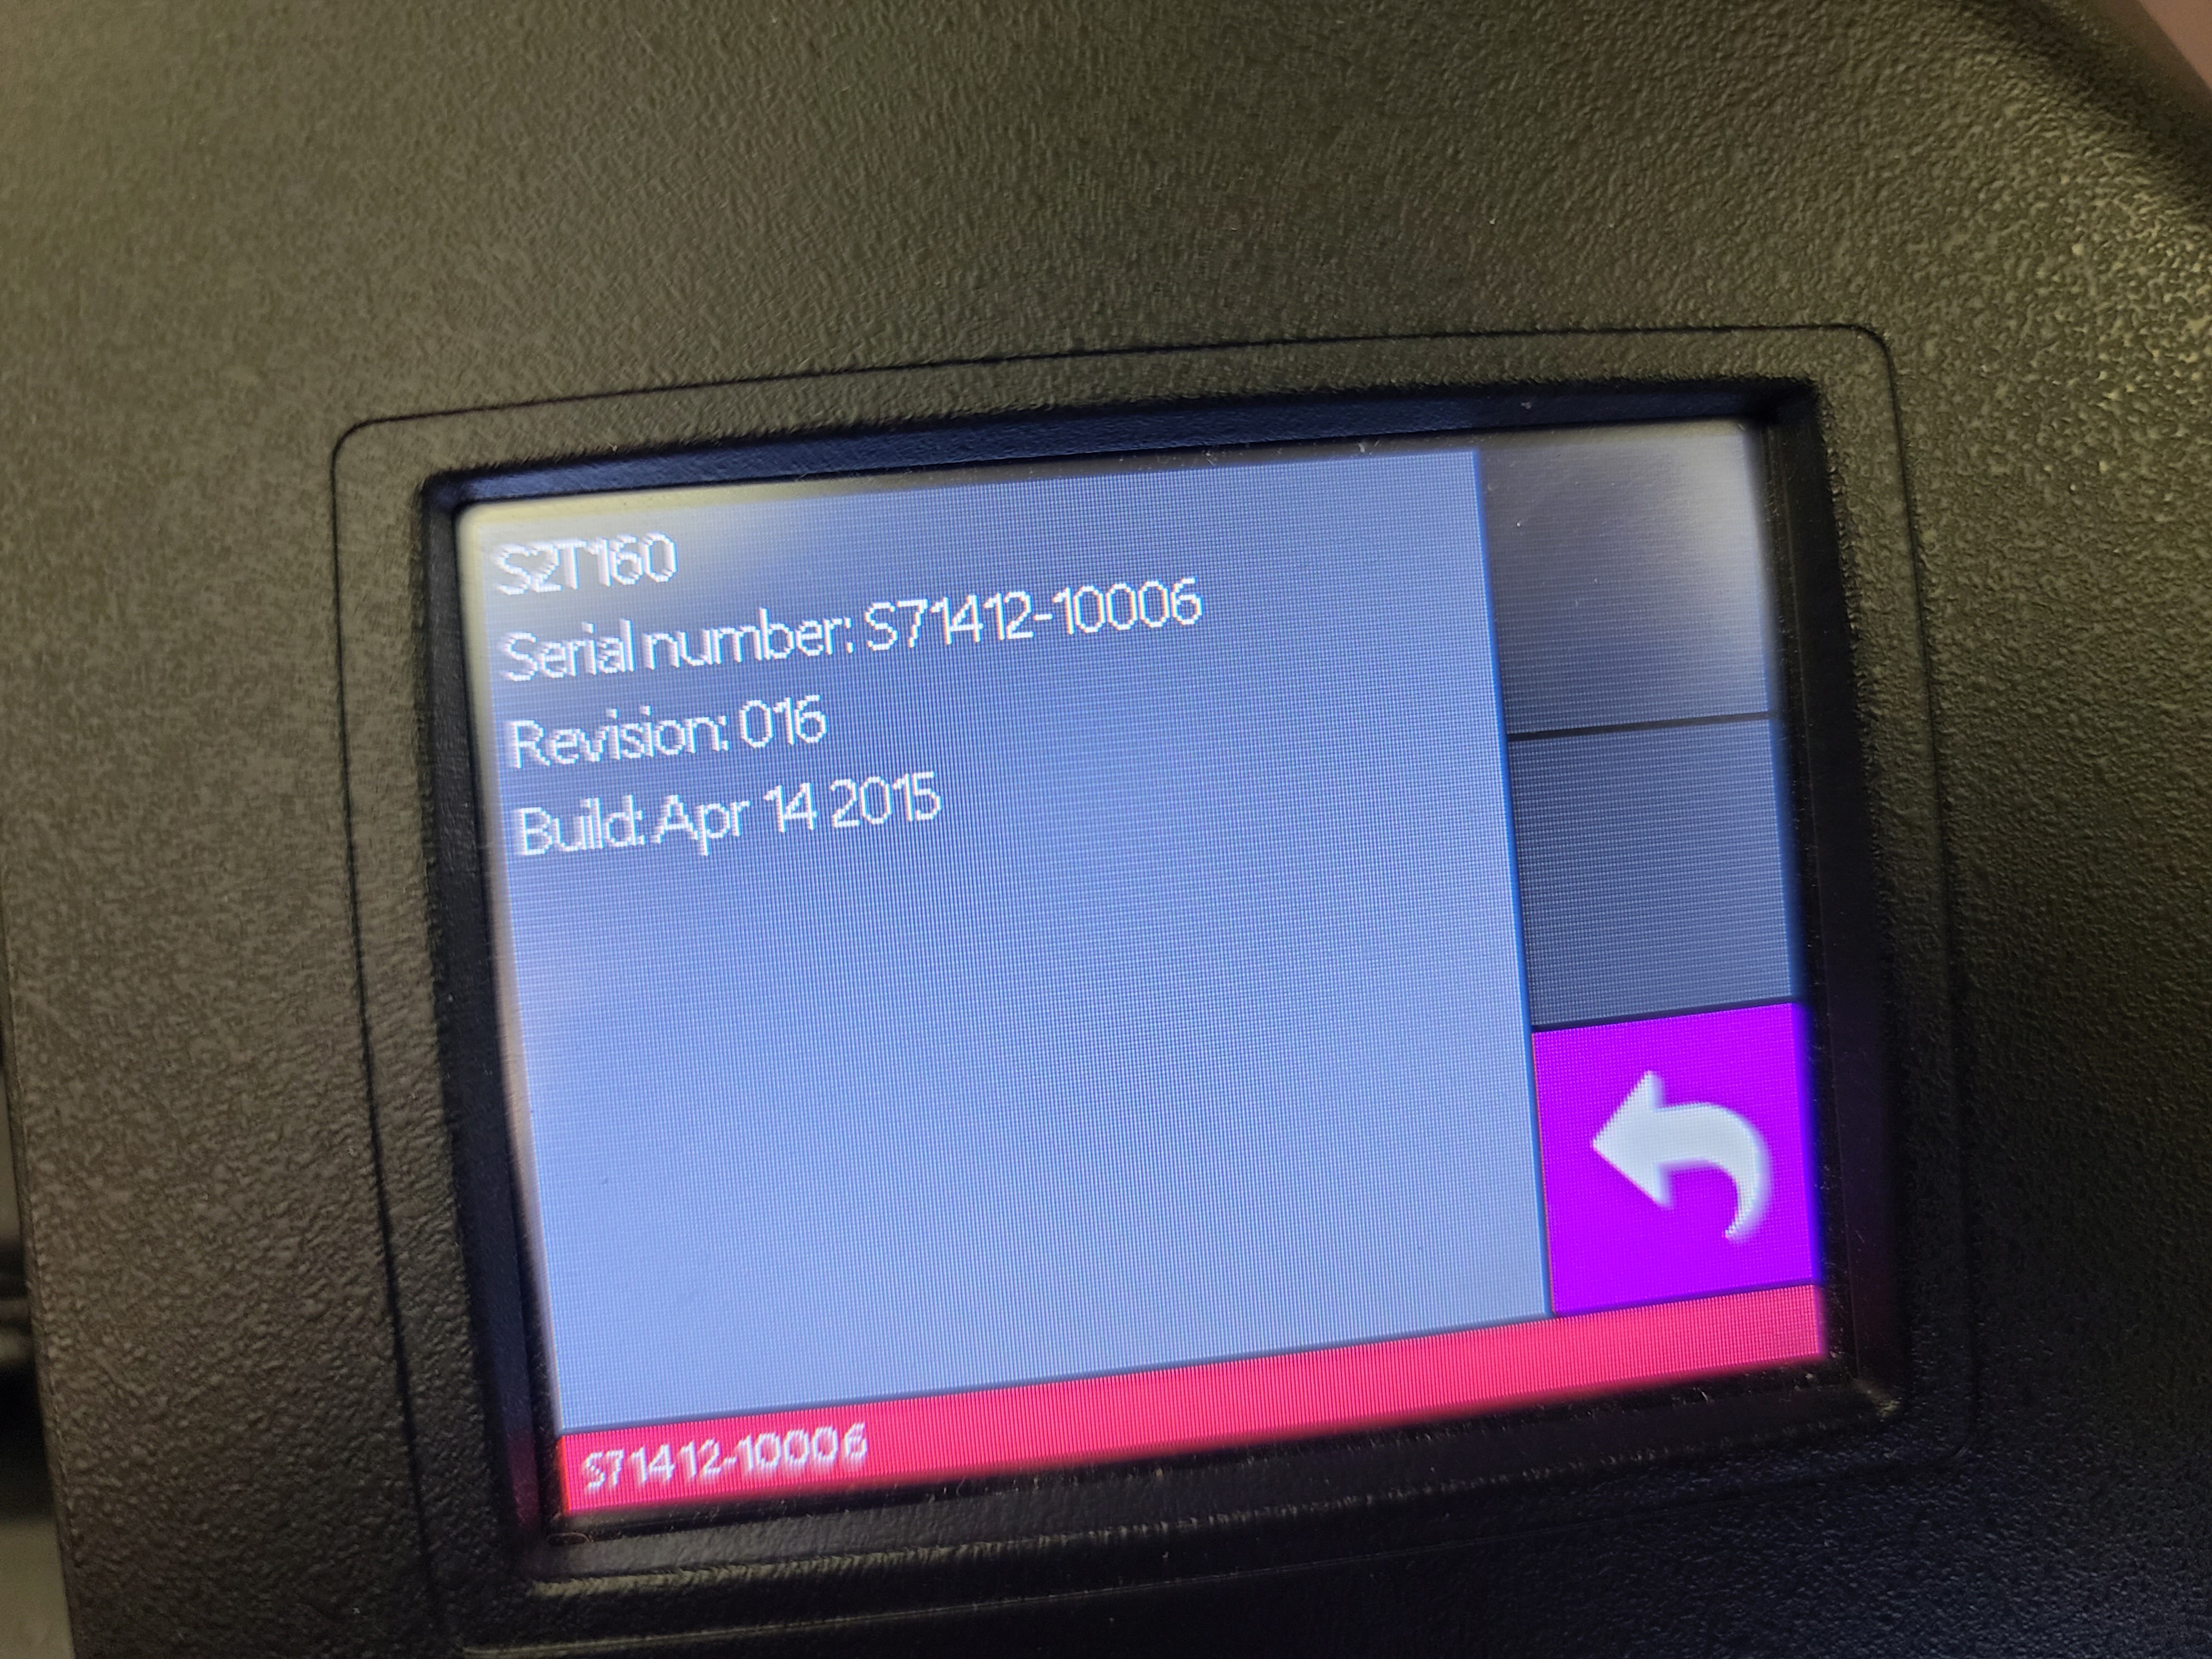 S2T160
Serial number: S71412-10006
Revision: 016
Build: Apr 14 2015
S71412-10006